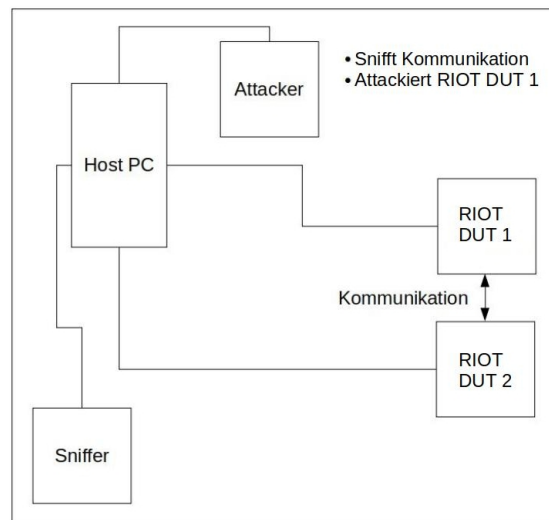 Attacker
• Snifft Kommunikation
• Attackiert RIOT DUT 1
Host PC
RIOT
DUT 1
Kommunikation
RIOT
DUT 2
Sniffer